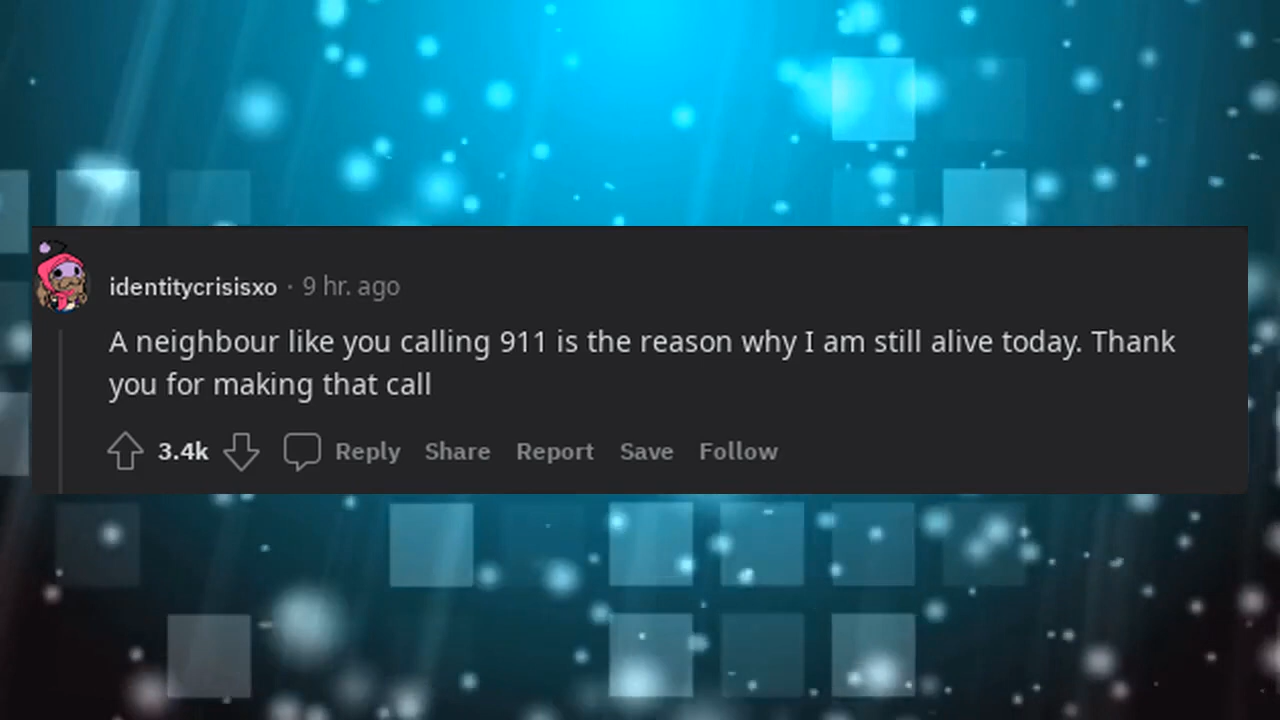 identitycrisisxo · 9 hr. ago
A neighbour like you calling 911 is the reason why I am still alive today. Thank
you for making that call
3.4k Reply Share Report Save Follow